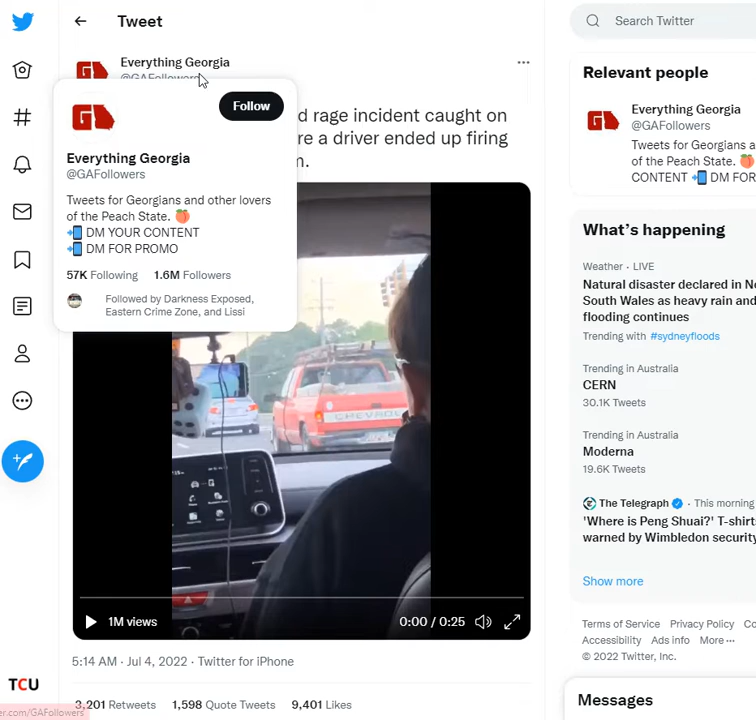 Tweet
Everything Georgia
@GAFollowers
Follow
Everything Georgia
@GAFollowers
Tweets for Georgians and other lovers
of the Peach State. 🍑
📲 DM YOUR CONTENT
📲 DM FOR PROMO
57K Following 1.6M Followers
Followed by Darkness Exposed,
Eastern Crime Zone, and Lissi
d rage incident caught on
re a driver ended up firing
m.
CHEVROLET
1M views
0:00 / 0:25
5:14 AM · Jul 4, 2022 · Twitter for iPhone
3,201 Retweets 1,598 Quote Tweets 9,401 Likes
TCU
er.com/GAFollowers
Search Twitter
Relevant people
Everything Georgia
@GAFollowers
Tweets for Georgians a
of the Peach State. 🍑
CONTENT 📲 DM FOR
What's happening
Weather · LIVE
Natural disaster declared in Ne
South Wales as heavy rain and
flooding continues
Trending with #sydneyfloods
Trending in Australia
CERN
30.1K Tweets
Trending in Australia
Moderna
19.6K Tweets
The Telegraph · This morning
'Where is Peng Shuai?' T-shirt
warned by Wimbledon security
Show more
Terms of Service Privacy Policy Co
Accessibility Ads info More ···
© 2022 Twitter, Inc.
Messages